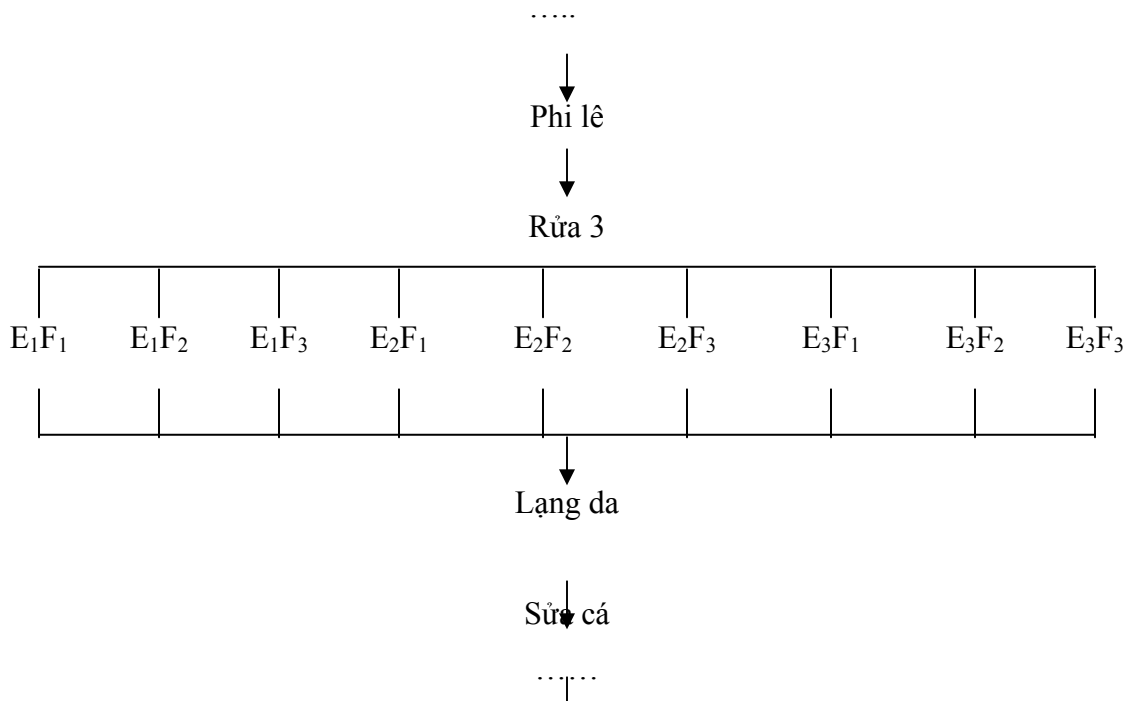 …..
Phi lê
Rửa 3
E₁F₁ E₁F₂ E₁F₃ E₂F₁ E₂F₂ E₂F₃ E₃F₁ E₃F₂ E₃F₃
Lạng da
Sửa cá
……